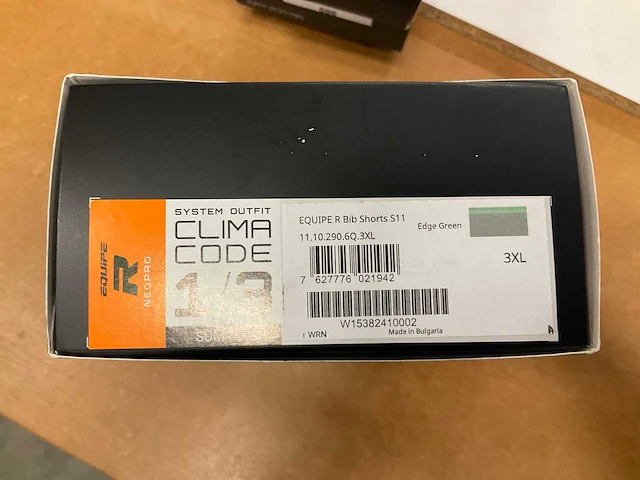 EQUIPE
R
NEOPRO
SYSTEM OUTFIT
CLIMA
CODE
1/3
EQUIPE R Bib Shorts S11
Edge Green
11.10.290.6Q.3XL
3XL
7 627776 021942
W15382410002
WRN
Made in Bulgaria